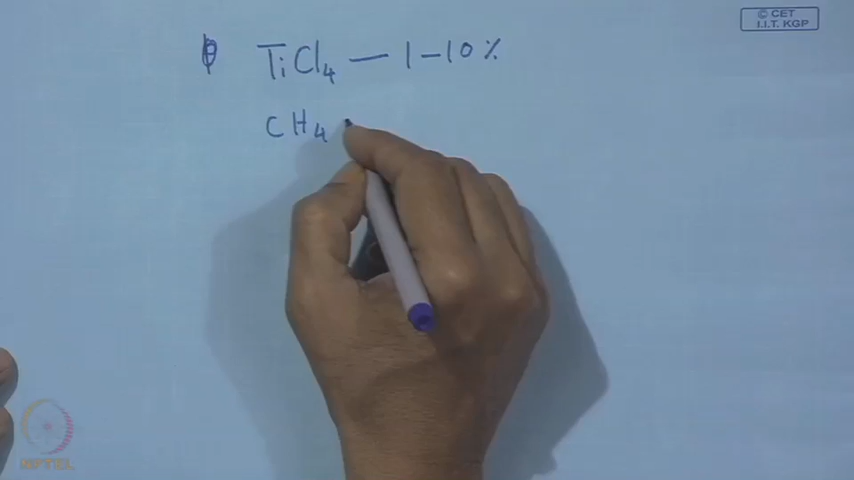 © CET
I.I.T. KGP
TiCl4 — 1-10%
CH4
NPTEL